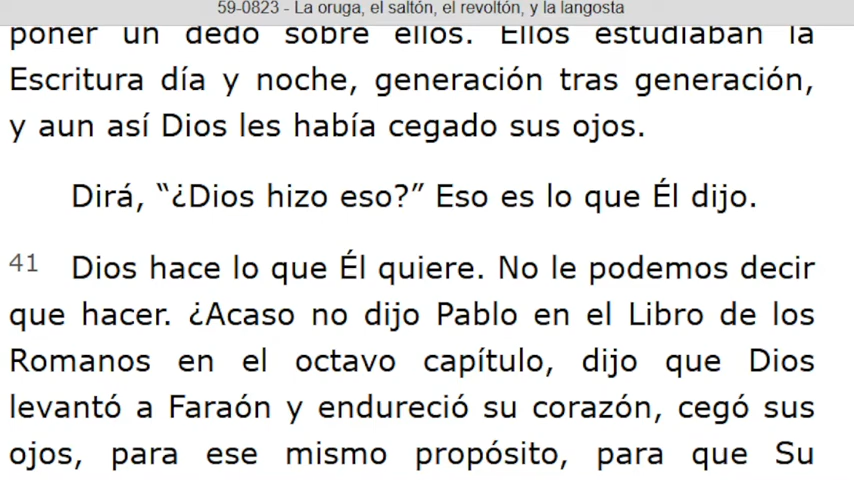 59-0823 - La oruga, el saltón, el revoltón, y la langosta
poner un dedo sobre ellos. Ellos estudiaban la
Escritura día y noche, generación tras generación,
y aun así Dios les había cegado sus ojos.
Dirá, “¿Dios hizo eso?” Eso es lo que Él dijo.
41 Dios hace lo que Él quiere. No le podemos decir
que hacer. ¿Acaso no dijo Pablo en el Libro de los
Romanos en el octavo capítulo, dijo que Dios
levantó a Faraón y endureció su corazón, cegó sus
ojos, para ese mismo propósito, para que Su